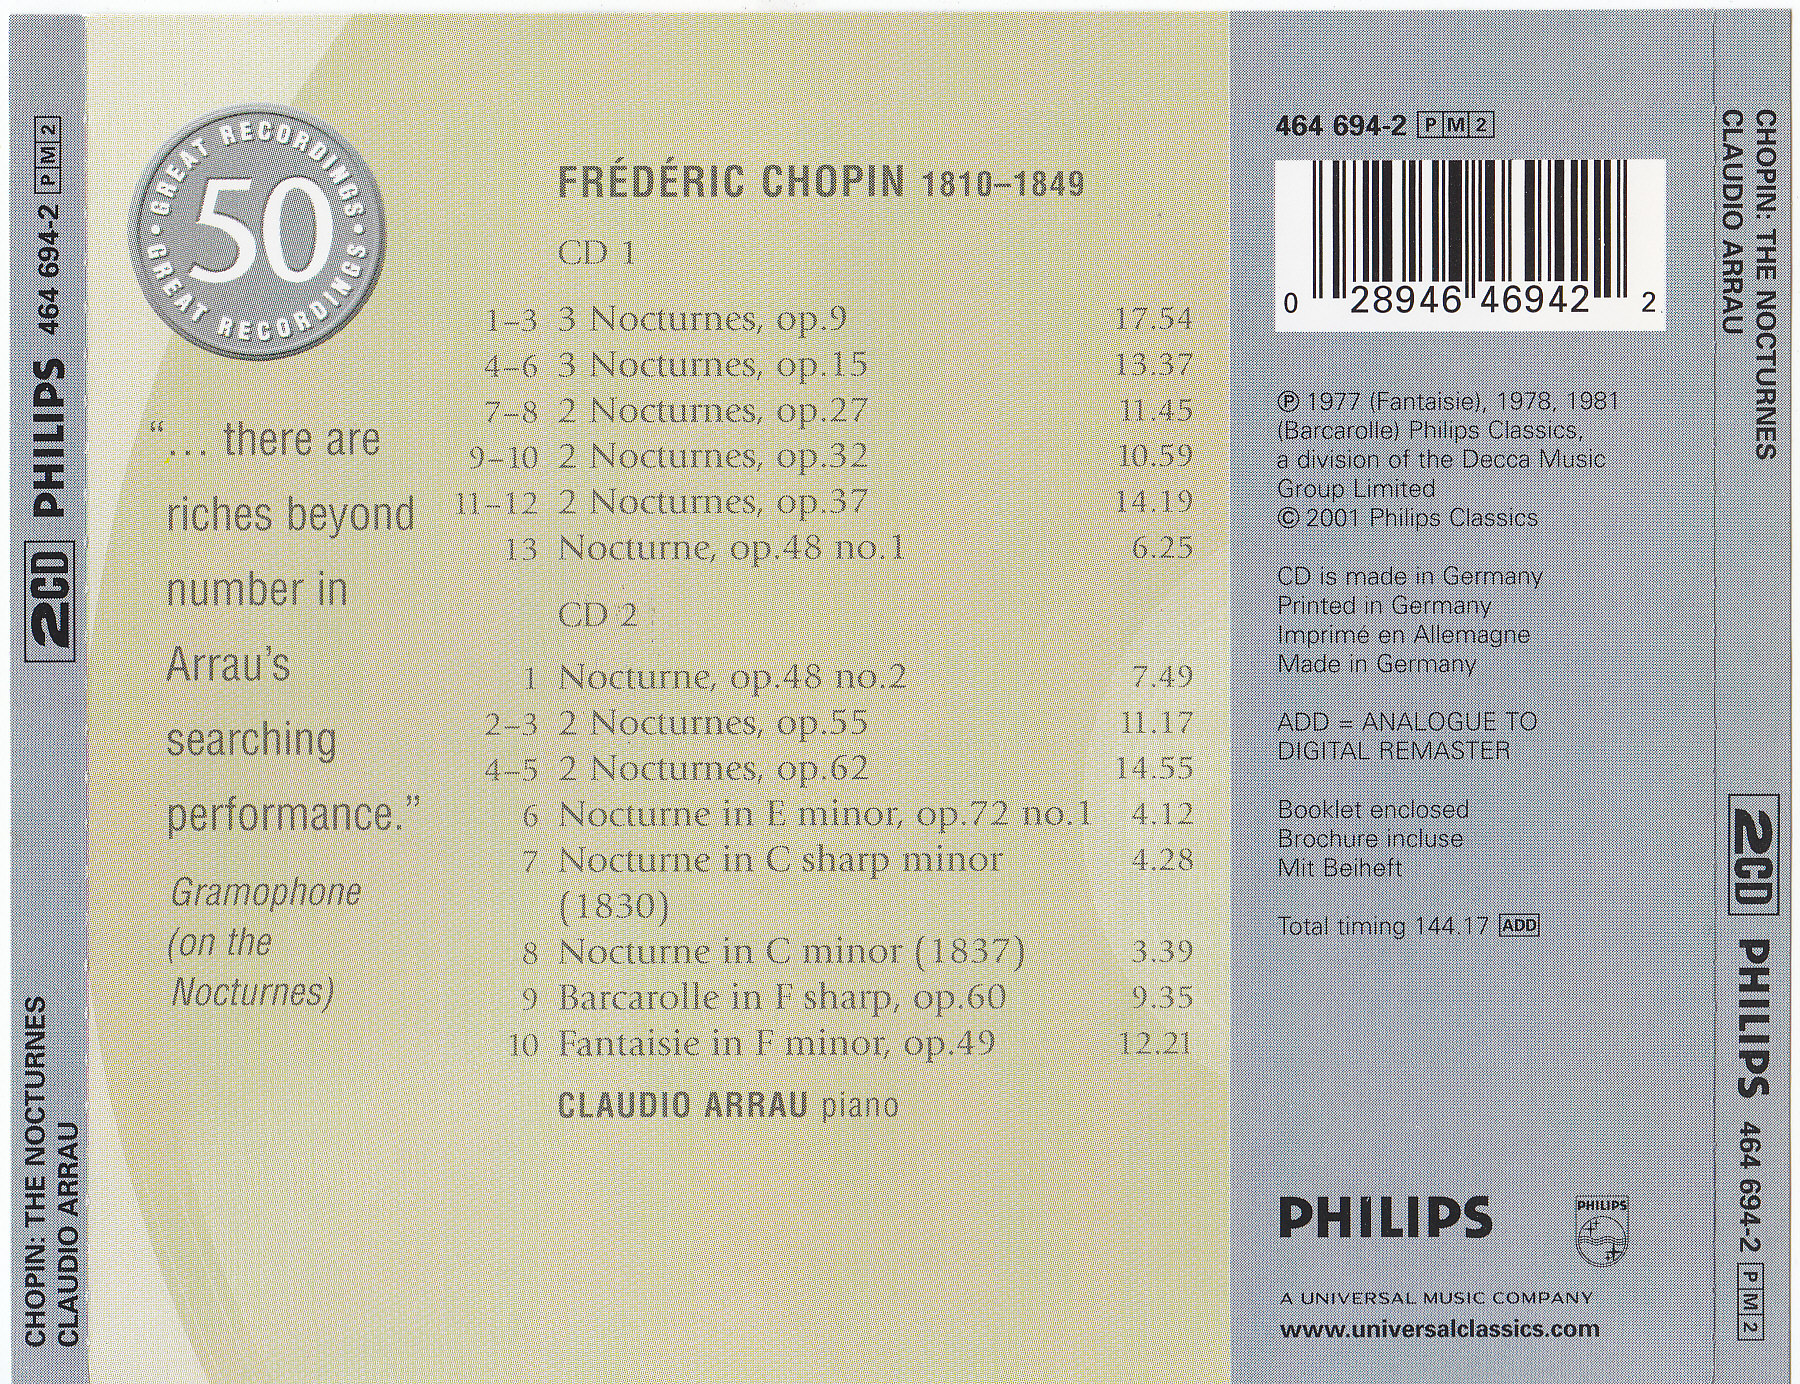 CHOPIN: THE NOCTURNES
CLAUDIO ARRAU
2CD PHILIPS 464 694-2 P M 2
GREAT RECORDINGS • GREAT RECORDINGS •
50
“... there are
riches beyond
number in
Arrau’s
searching
performance.”
Gramophone
(on the
Nocturnes)
FRÉDÉRIC CHOPIN 1810–1849
CD 1
1–3 3 Nocturnes, op.9 17.54
4–6 3 Nocturnes, op.15 13.37
7–8 2 Nocturnes, op.27 11.45
9–10 2 Nocturnes, op.32 10.59
11–12 2 Nocturnes, op.37 14.19
13 Nocturne, op.48 no.1 6.25
CD 2
1 Nocturne, op.48 no.2 7.49
2–3 2 Nocturnes, op.55 11.17
4–5 2 Nocturnes, op.62 14.55
6 Nocturne in E minor, op.72 no.1 4.12
7 Nocturne in C sharp minor 4.28
(1830)
8 Nocturne in C minor (1837) 3.39
9 Barcarolle in F sharp, op.60 9.35
10 Fantaisie in F minor, op.49 12.21
CLAUDIO ARRAU piano
464 694-2 P M 2
0 28946 46942 2
℗ 1977 (Fantaisie), 1978, 1981
(Barcarolle) Philips Classics,
a division of the Decca Music
Group Limited
© 2001 Philips Classics
CD is made in Germany
Printed in Germany
Imprimé en Allemagne
Made in Germany
ADD = ANALOGUE TO
DIGITAL REMASTER
Booklet enclosed
Brochure incluse
Mit Beiheft
Total timing 144.17 ADD
PHILIPS
PHILIPS
A UNIVERSAL MUSIC COMPANY
www.universalclassics.com
CHOPIN: THE NOCTURNES
CLAUDIO ARRAU
2CD PHILIPS 464 694-2 P M 2